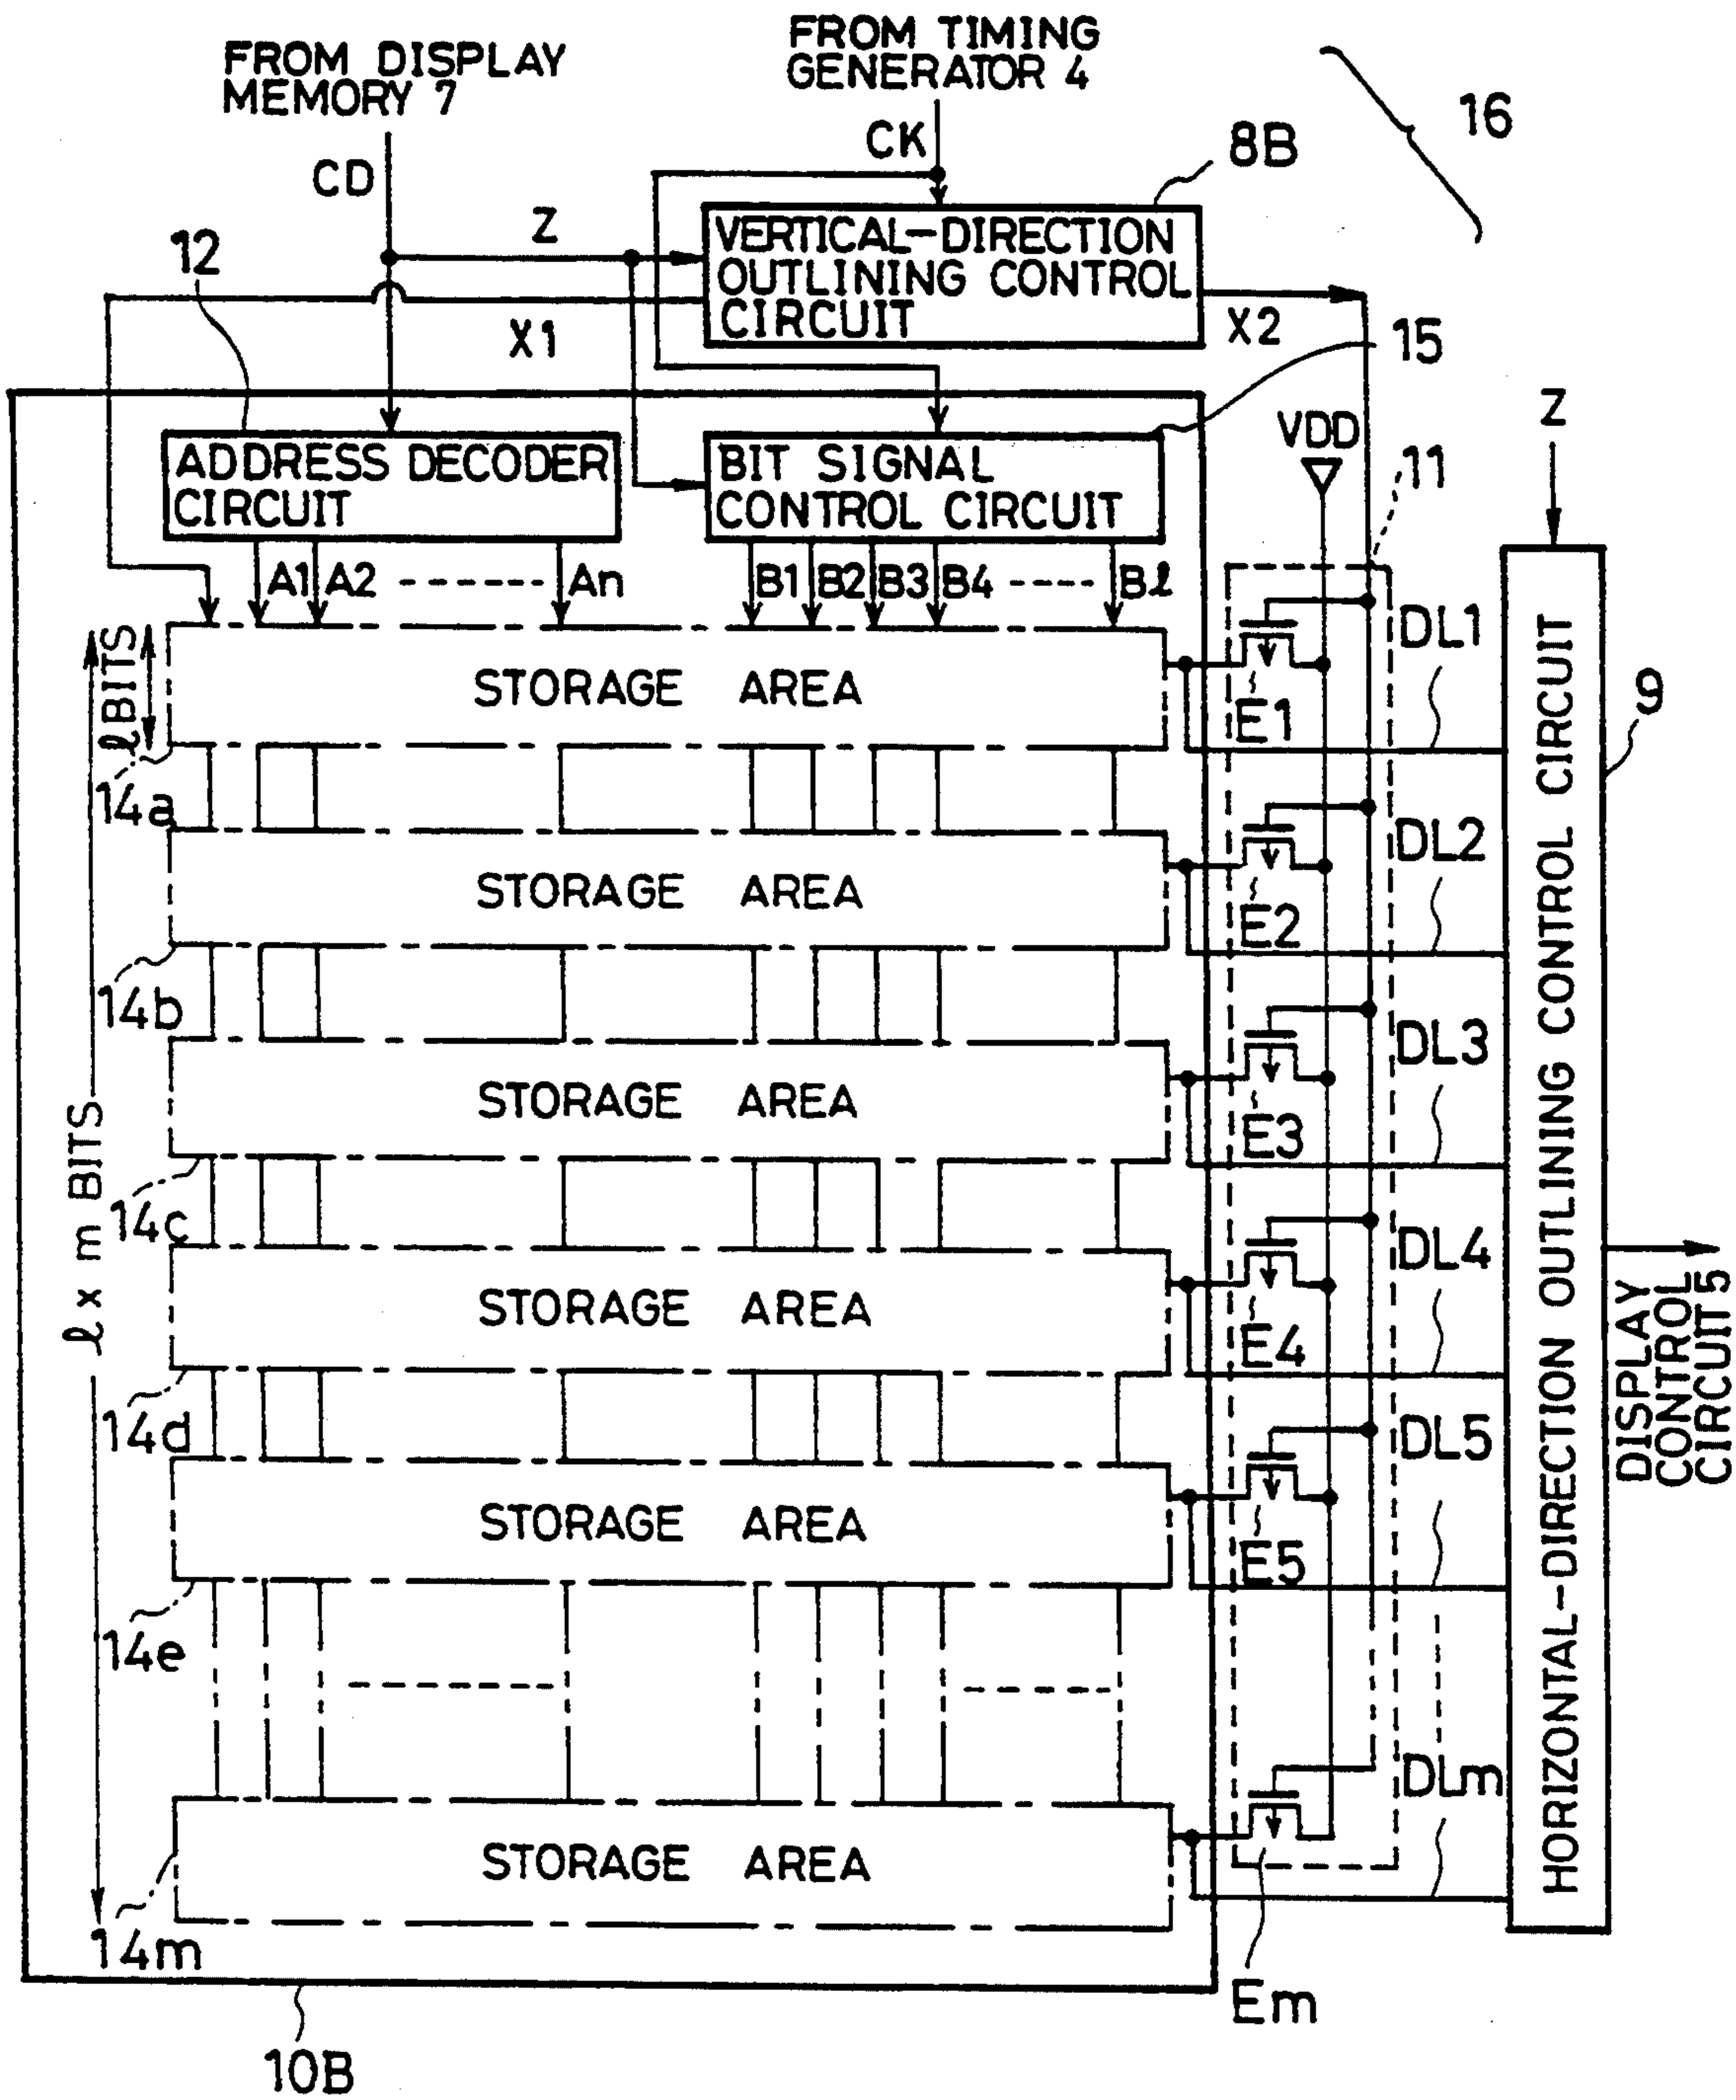 FROM DISPLAY
MEMORY 7
FROM TIMING
GENERATOR 4
16
CD
CK
8B
Z
12
VERTICAL-DIRECTION
OUTLINING CONTROL
CIRCUIT
X1
X2
15
ADDRESS DECODER
CIRCUIT
BIT SIGNAL
CONTROL CIRCUIT
VDD
11
Z
A1 A2 An
B1 B2 B3 B4 Bℓ
ℓ BITS
STORAGE AREA
E1
DL1
9
14a
STORAGE AREA
E2
DL2
14b
STORAGE AREA
E3
DL3
14c
ℓ x m BITS
STORAGE AREA
E4
DL4
14d
STORAGE AREA
E5
DL5
14e
STORAGE AREA
DLm
14m
Em
HORIZONTAL-DIRECTION OUTLINING CONTROL CIRCUIT
DISPLAY
CONTROL
CIRCUIT 5
10B